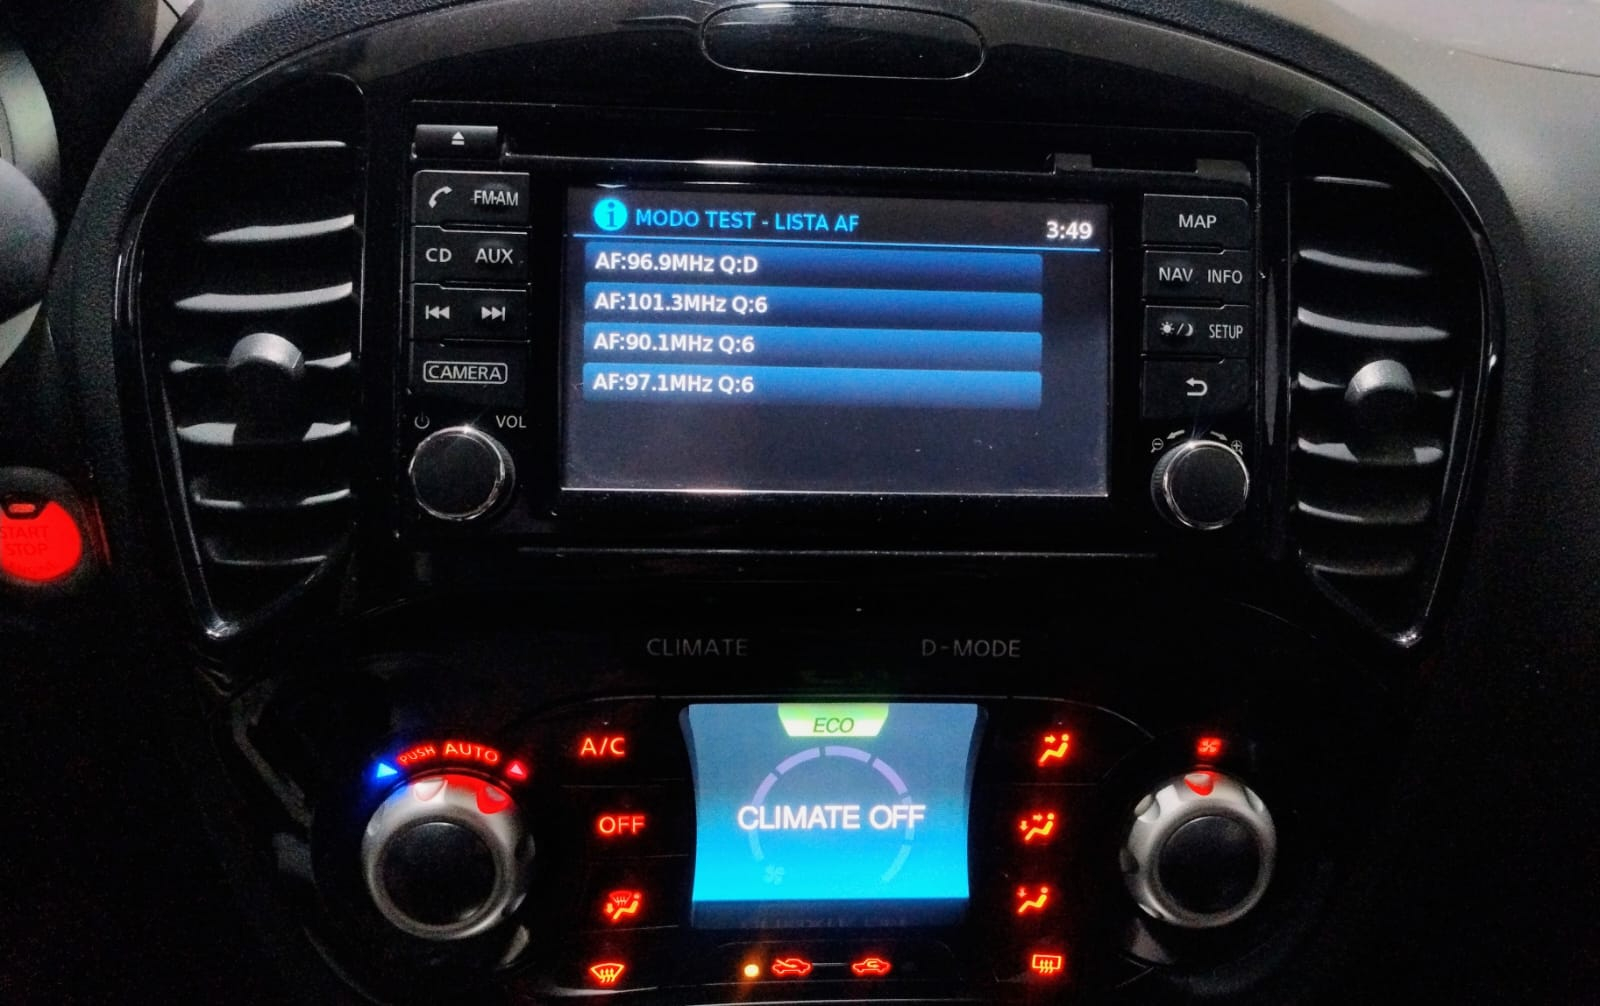 FM·AM
CD AUX
CAMERA
VOL
MODO TEST - LISTA AF
3:49
AF:96.9MHz Q:D
AF:101.3MHz Q:6
AF:90.1MHz Q:6
AF:97.1MHz Q:6
MAP
NAV INFO
SETUP
START
STOP
CLIMATE D-MODE
PUSH AUTO
A/C
OFF
ECO
CLIMATE OFF